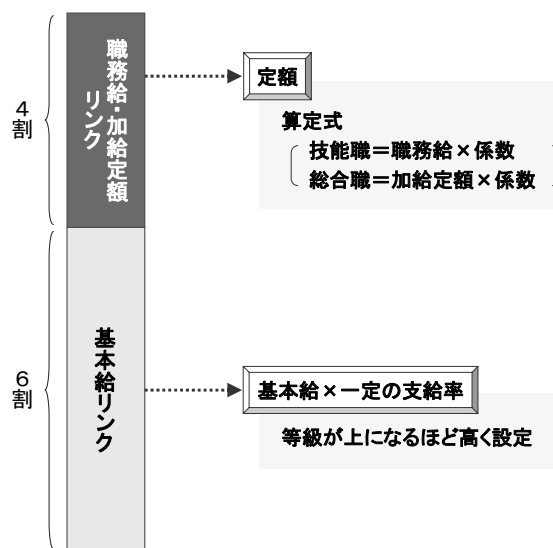 4割
職務給・加給定額
リンク
定額
算定式
技能職=職務給×係数
総合職=加給定額×係数
6割
基本給リンク
基本給×一定の支給率
等級が上になるほど高く設定